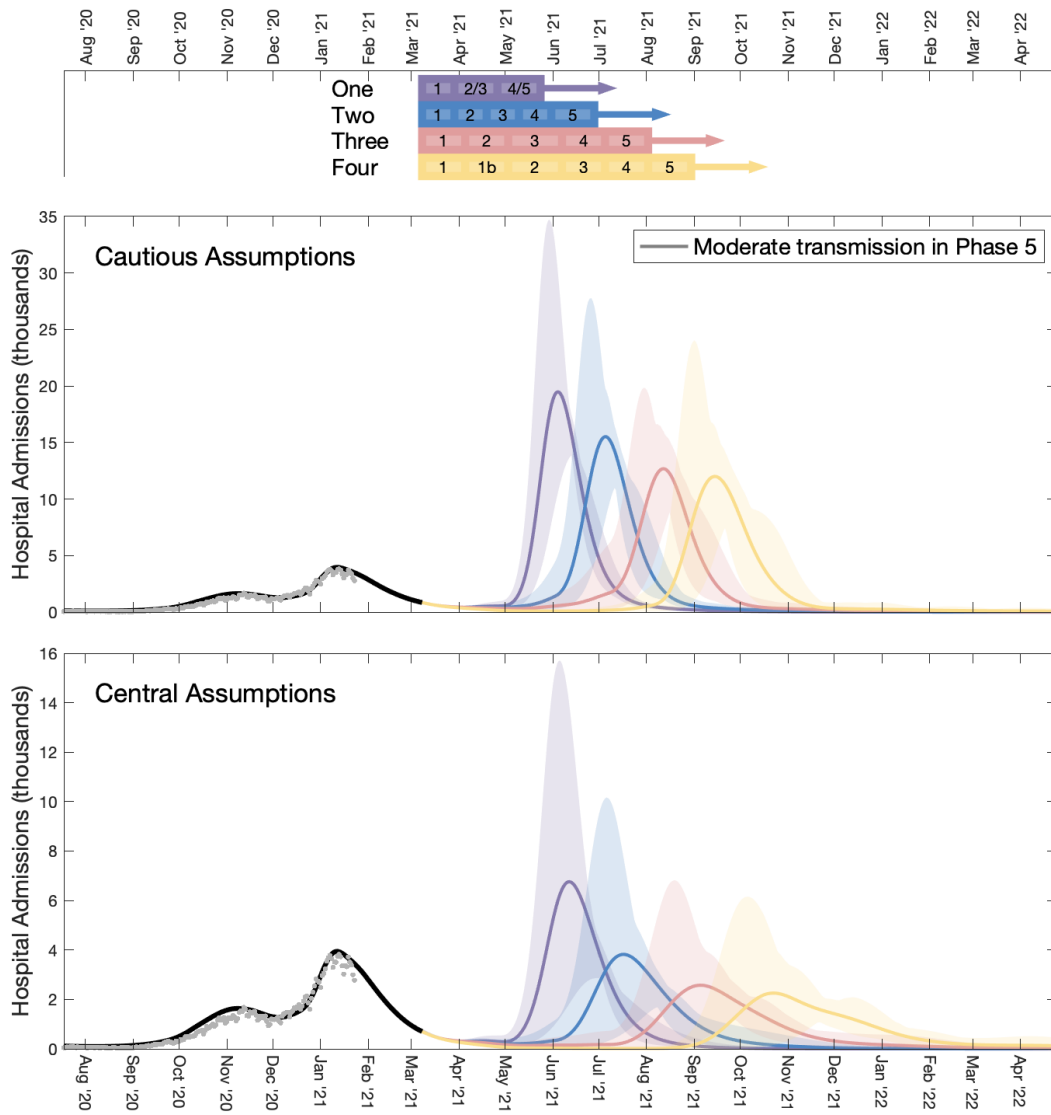 Aug '20 Sep '20 Oct '20 Nov '20 Dec '20 Jan '21 Feb '21 Mar '21 Apr '21 May '21 Jun '21 Jul '21 Aug '21 Sep '21 Oct '21 Nov '21 Dec '21 Jan '22 Feb '22 Mar '22 Apr '22
One 1 2/3 4/5
Two 1 2 3 4 5
Three 1 2 3 4 5
Four 1 1b 2 3 4 5
Hospital Admissions (thousands)
35
30
25
20
15
10
5
0
Cautious Assumptions
Moderate transmission in Phase 5
Hospital Admissions (thousands)
16
14
12
10
8
6
4
2
0
Central Assumptions
Aug '20 Sep '20 Oct '20 Nov '20 Dec '20 Jan '21 Feb '21 Mar '21 Apr '21 May '21 Jun '21 Jul '21 Aug '21 Sep '21 Oct '21 Nov '21 Dec '21 Jan '22 Feb '22 Mar '22 Apr '22